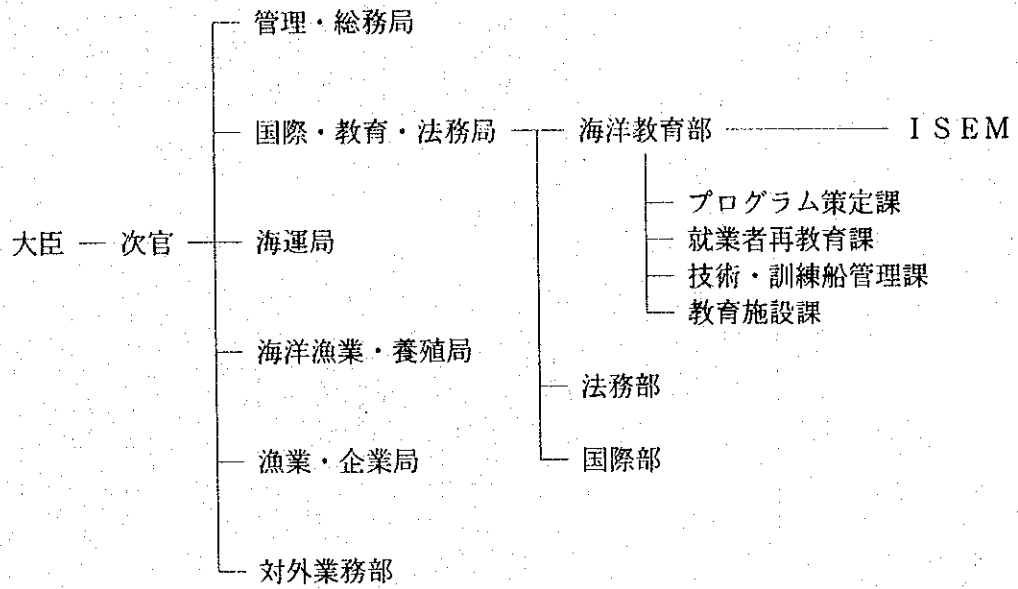 管理・総務局
国際・教育・法務局
海洋教育部
ＩＳＥＭ
プログラム策定課
就業者再教育課
技術・訓練船管理課
教育施設課
大臣
次官
海運局
海洋漁業・養殖局
法務部
漁業・企業局
国際部
対外業務部